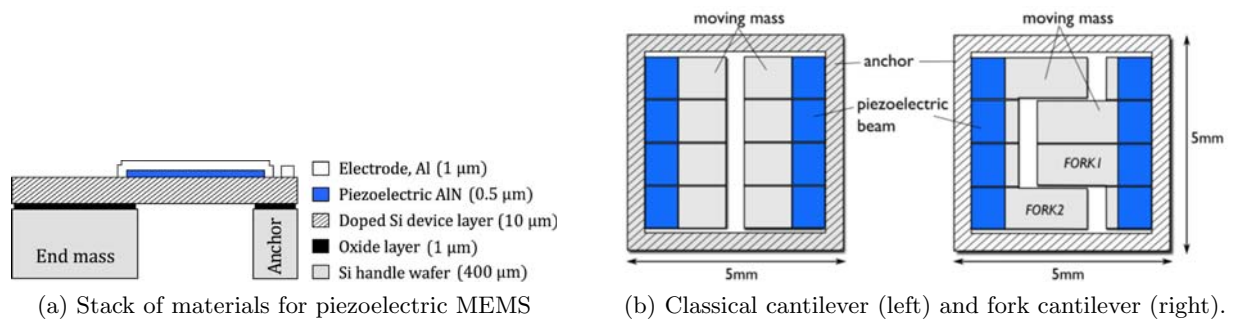 End mass
Anchor
Electrode, Al (1 μm)
Piezoelectric AlN (0.5 μm)
Doped Si device layer (10 μm)
Oxide layer (1 μm)
Si handle wafer (400 μm)
(a) Stack of materials for piezoelectric MEMS
moving mass
moving mass
anchor
piezoelectric
beam
FORK1
FORK2
5mm
5mm
5mm
(b) Classical cantilever (left) and fork cantilever (right).